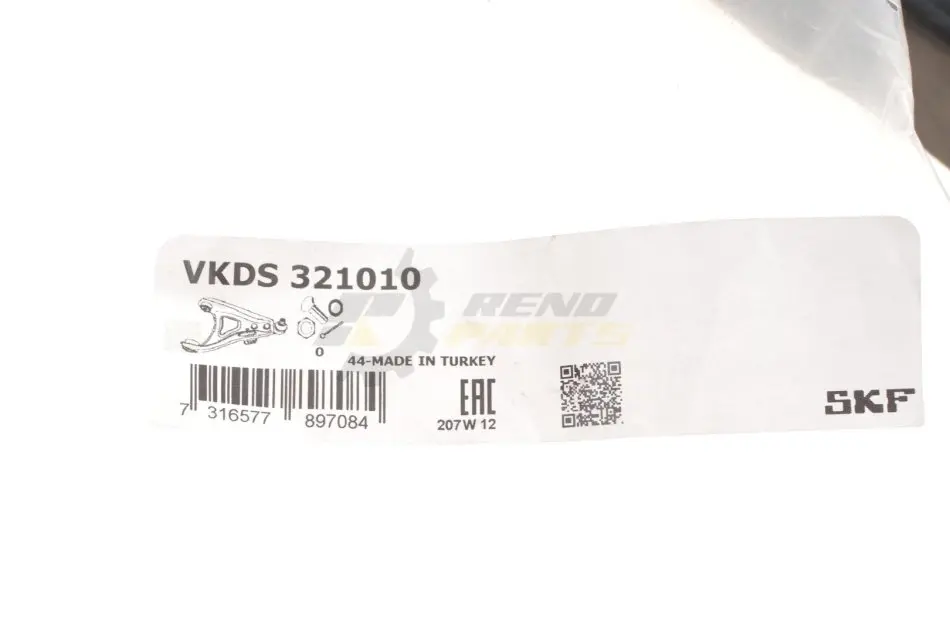 VKDS 321010
RENO
PARTS
0
44-MADE IN TURKEY
7 316577 897084
EAC
207W 12
SKF